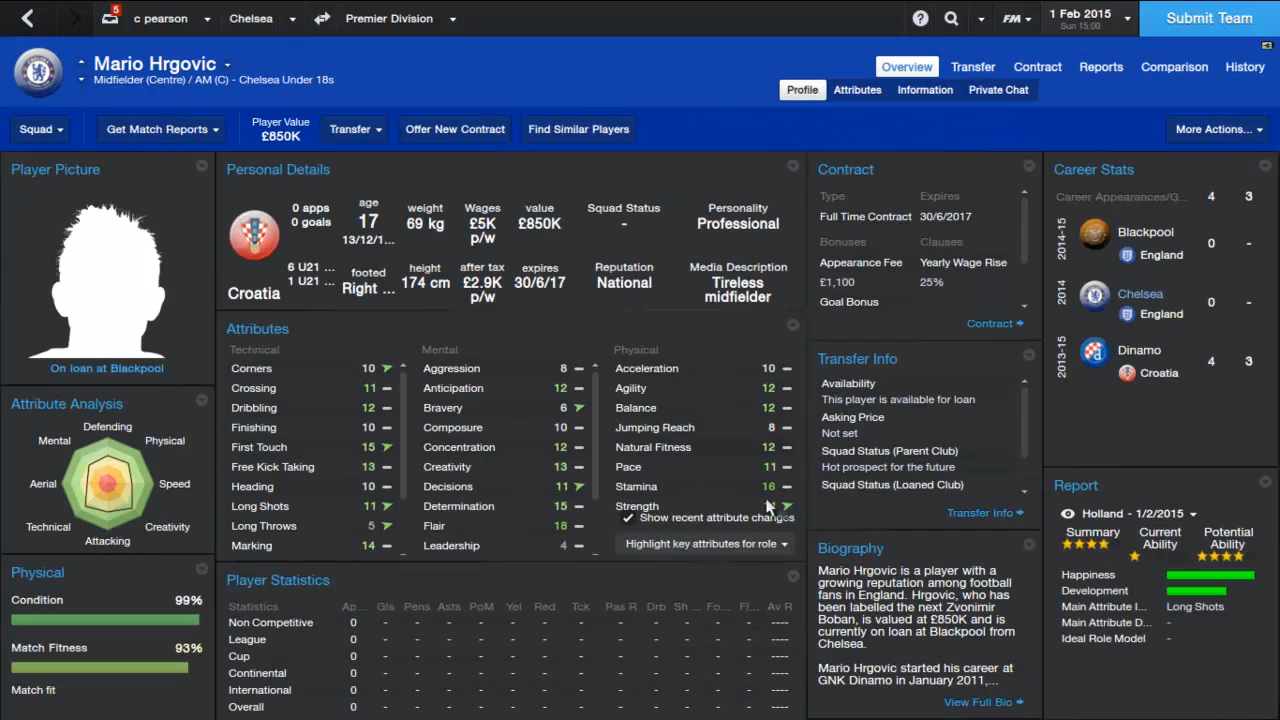 5 c pearson Chelsea Premier Division ? FM 1 Feb 2015 Submit Team
Sun 15:00
Mario Hrgovic
Midfielder (Centre) / AM (C) - Chelsea Under 18s
Overview Transfer Contract Reports Comparison History
Profile Attributes Information Private Chat
Squad Get Match Reports Player Value £850K Transfer Offer New Contract Find Similar Players More Actions...
Player Picture
On loan at Blackpool
Attribute Analysis
Defending
Mental Physical
Aerial Speed
Technical Creativity
Attacking
Physical
Condition 99%
Match Fitness 93%
Match fit
Personal Details
0 apps
0 goals
6 U21 ...
1 U21 ...
Croatia
age
17
13/12/1...
footed
Right ...
weight
69 kg
height
174 cm
Wages
£5K
p/w
after tax
£2.9K
p/w
value
£850K
expires
30/6/17
Squad Status
-
Reputation
National
Personality
Professional
Media Description
Tireless
midfielder
Attributes
Technical
Corners 10
Crossing 11
Dribbling 12
Finishing 10
First Touch 15
Free Kick Taking 13
Heading 10
Long Shots 11
Long Throws 5
Marking 14
Mental
Aggression 8
Anticipation 12
Bravery 6
Composure 10
Concentration 12
Creativity 13
Decisions 11
Determination 15
Flair 18
Leadership 4
Physical
Acceleration 10
Agility 12
Balance 12
Jumping Reach 8
Natural Fitness 12
Pace 11
Stamina 16
Strength
Show recent attribute changes
Highlight key attributes for role
Player Statistics
Statistics Ap... Gls Pens Asts PoM Yel Red Tck Pas R Drb Sh ... Fo... Fl... Av R
Non Competitive 0 - - - - - - - - - - - - ----
League 0 - - - - - - - - - - - - ----
Cup 0 - - - - - - - - - - - - ----
Continental 0 - - - - - - - - - - - - ----
International 0 - - - - - - - - - - - - ----
Overall 0 - - - - - - - - - - - - ----
Contract
Type Expires
Full Time Contract 30/6/2017
Bonuses Clauses
Appearance Fee Yearly Wage Rise
£1,100 25%
Goal Bonus
Contract
Transfer Info
Availability
This player is available for loan
Asking Price
Not set
Squad Status (Parent Club)
Hot prospect for the future
Squad Status (Loaned Club)
Transfer Info
Biography
Mario Hrgovic is a player with a
growing reputation among football
fans in England. Hrgovic, who has
been labelled the next Zvonimir
Boban, is valued at £850K and is
currently on loan at Blackpool from
Chelsea.
Mario Hrgovic started his career at
GNK Dinamo in January 2011,...
View Full Bio
Career Stats
Career Appearances/G... 4 3
2014-15 Blackpool England 0 -
2014 Chelsea England 0 -
2013-15 Dinamo Croatia 4 3
Report
Holland - 1/2/2015
Summary Current Ability Potential Ability
Happiness
Development
Main Attribute I... Long Shots
Main Attribute D... -
Ideal Role Model -